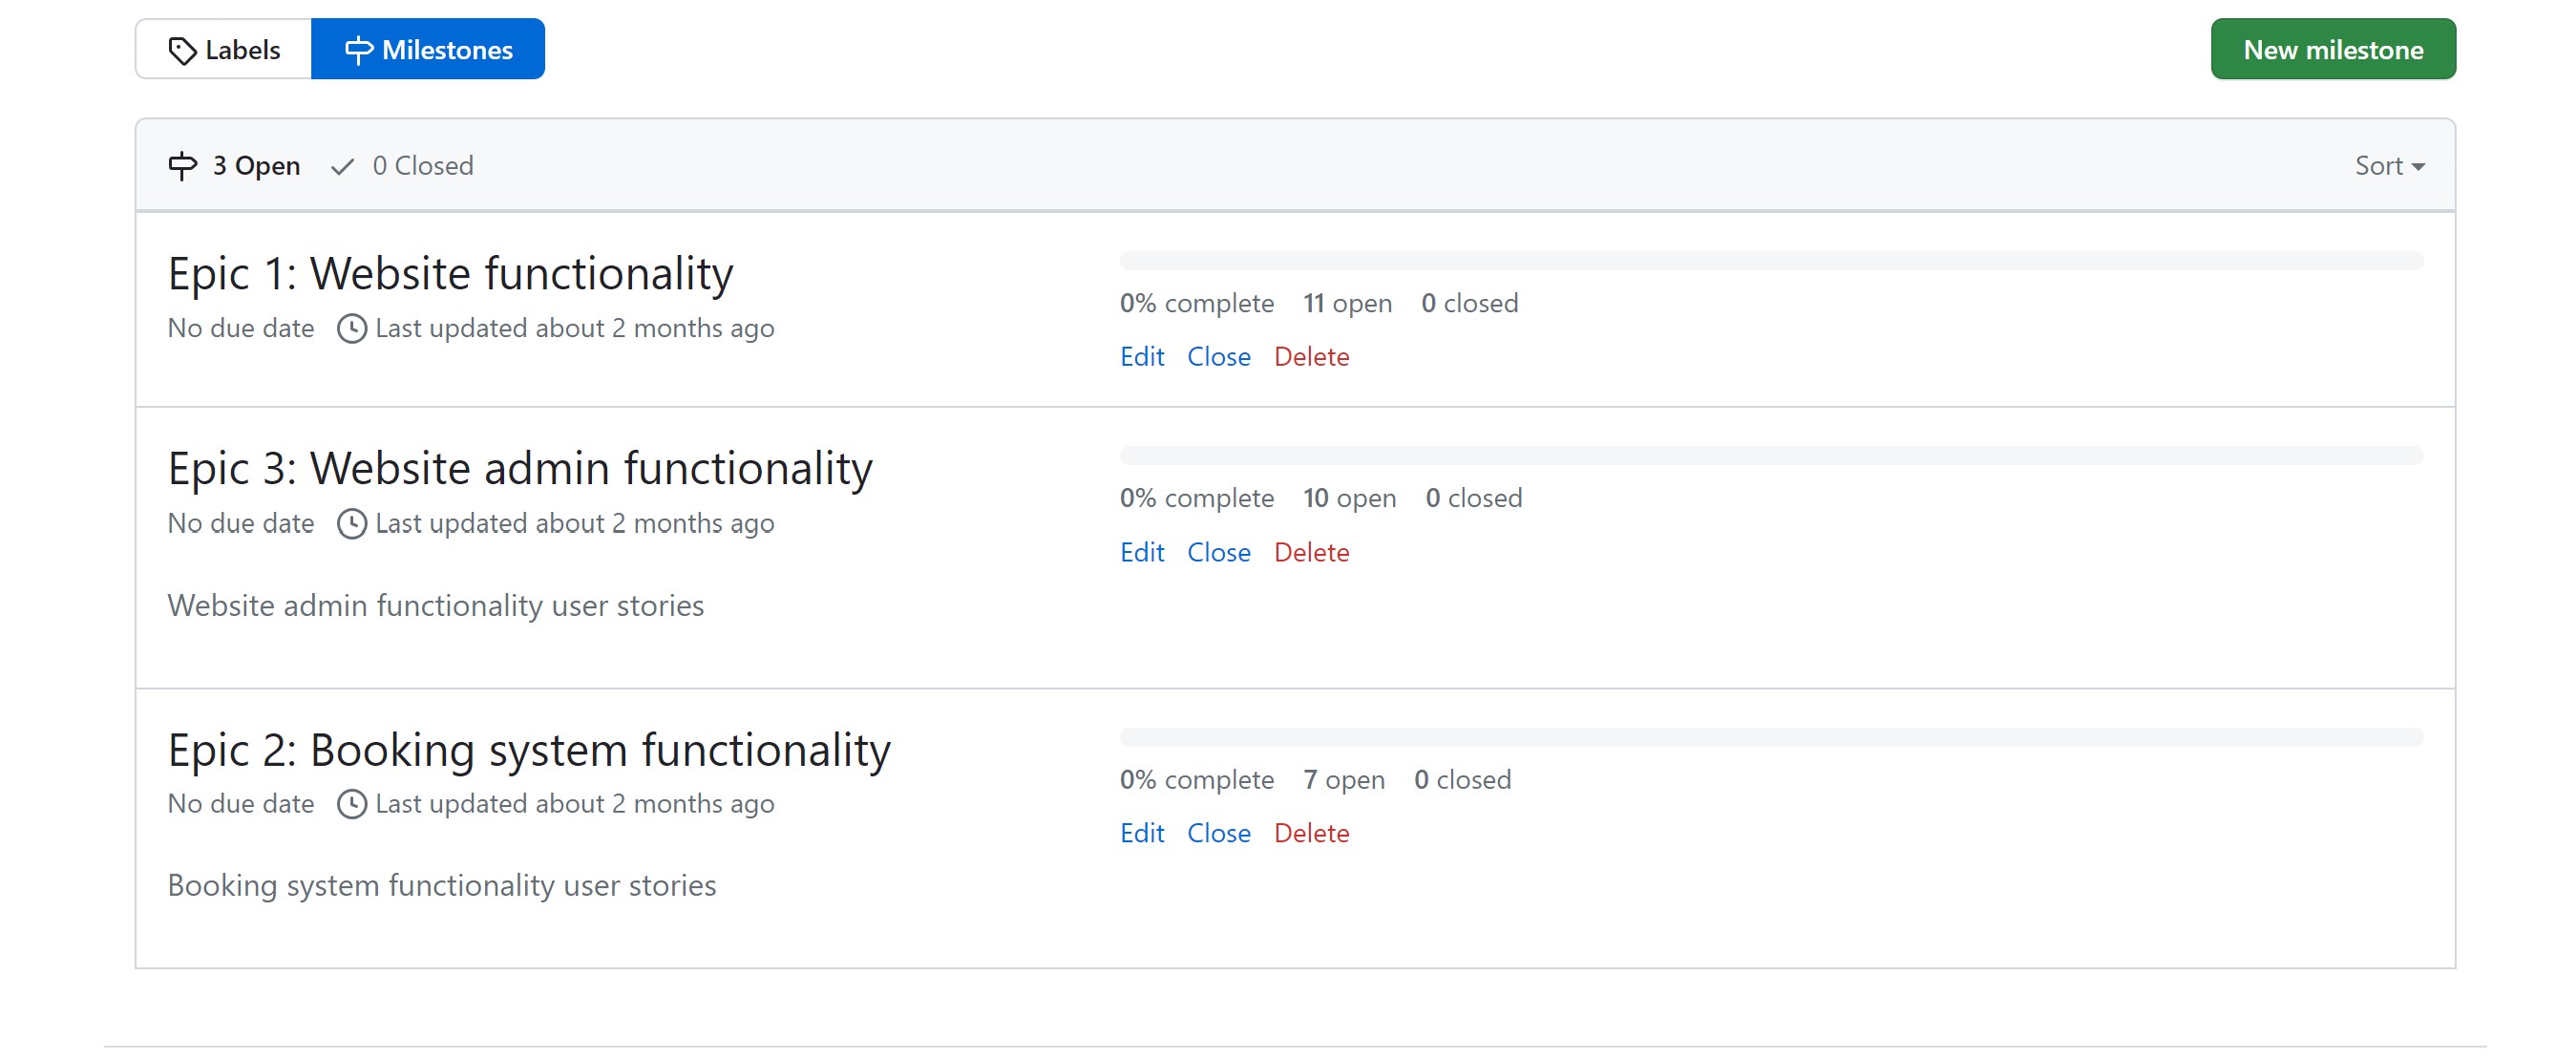 Labels Milestones New milestone
3 Open 0 Closed Sort
Epic 1: Website functionality
No due date Last updated about 2 months ago
0% complete 11 open 0 closed
Edit Close Delete
Epic 3: Website admin functionality
No due date Last updated about 2 months ago
Website admin functionality user stories
0% complete 10 open 0 closed
Edit Close Delete
Epic 2: Booking system functionality
No due date Last updated about 2 months ago
Booking system functionality user stories
0% complete 7 open 0 closed
Edit Close Delete